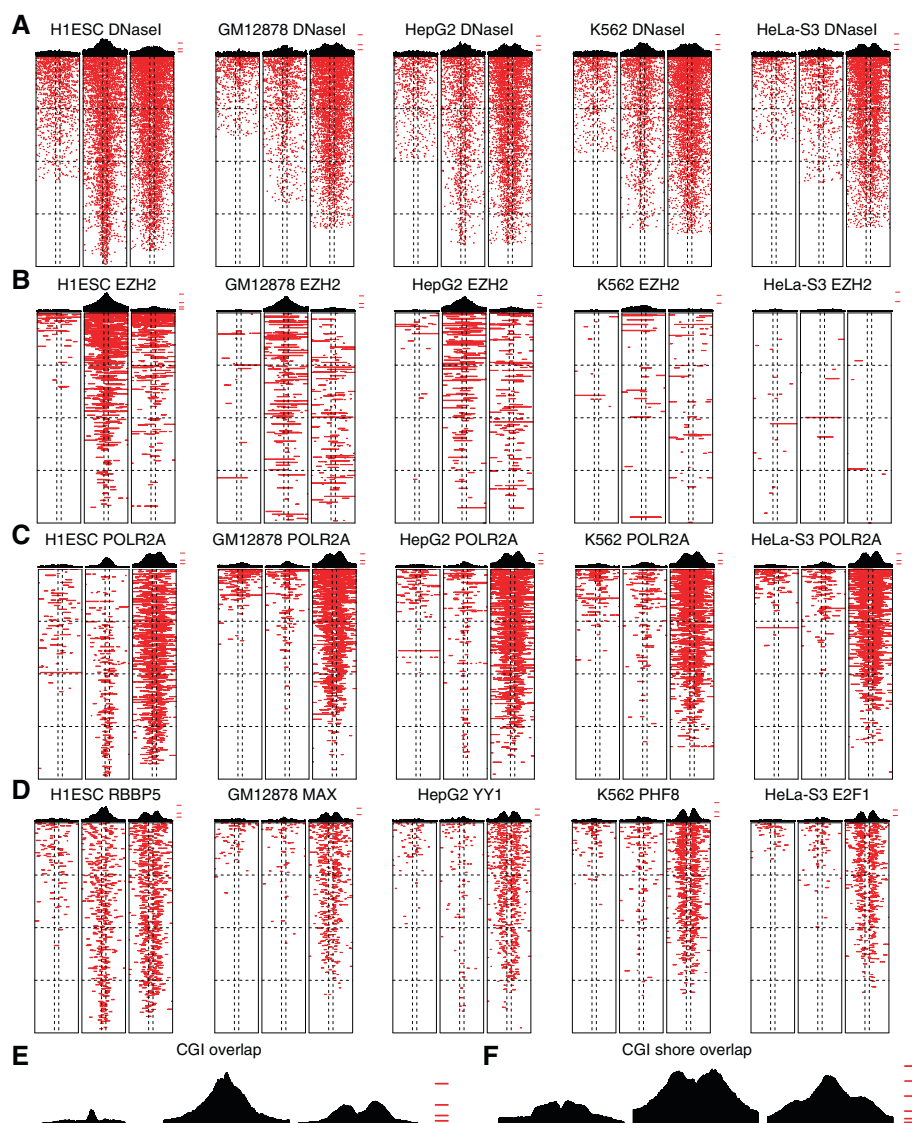 A
H1ESC DNaseI GM12878 DNaseI HepG2 DNaseI K562 DNaseI HeLa-S3 DNaseI
B
H1ESC EZH2 GM12878 EZH2 HepG2 EZH2 K562 EZH2 HeLa-S3 EZH2
C
H1ESC POLR2A GM12878 POLR2A HepG2 POLR2A K562 POLR2A HeLa-S3 POLR2A
D
H1ESC RBBP5 GM12878 MAX HepG2 YY1 K562 PHF8 HeLa-S3 E2F1
E CGI overlap F CGI shore overlap